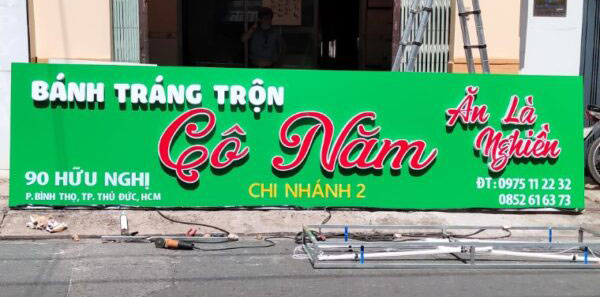 BÁNH TRÁNG TRỘN
Cô Năm
Ăn Là
Nghiền
90 HỮU NGHỊ
P. BÌNH THỌ, TP. THỦ ĐỨC, HCM
CHI NHÁNH 2
ĐT: 0975 11 22 32
0852 61 63 73